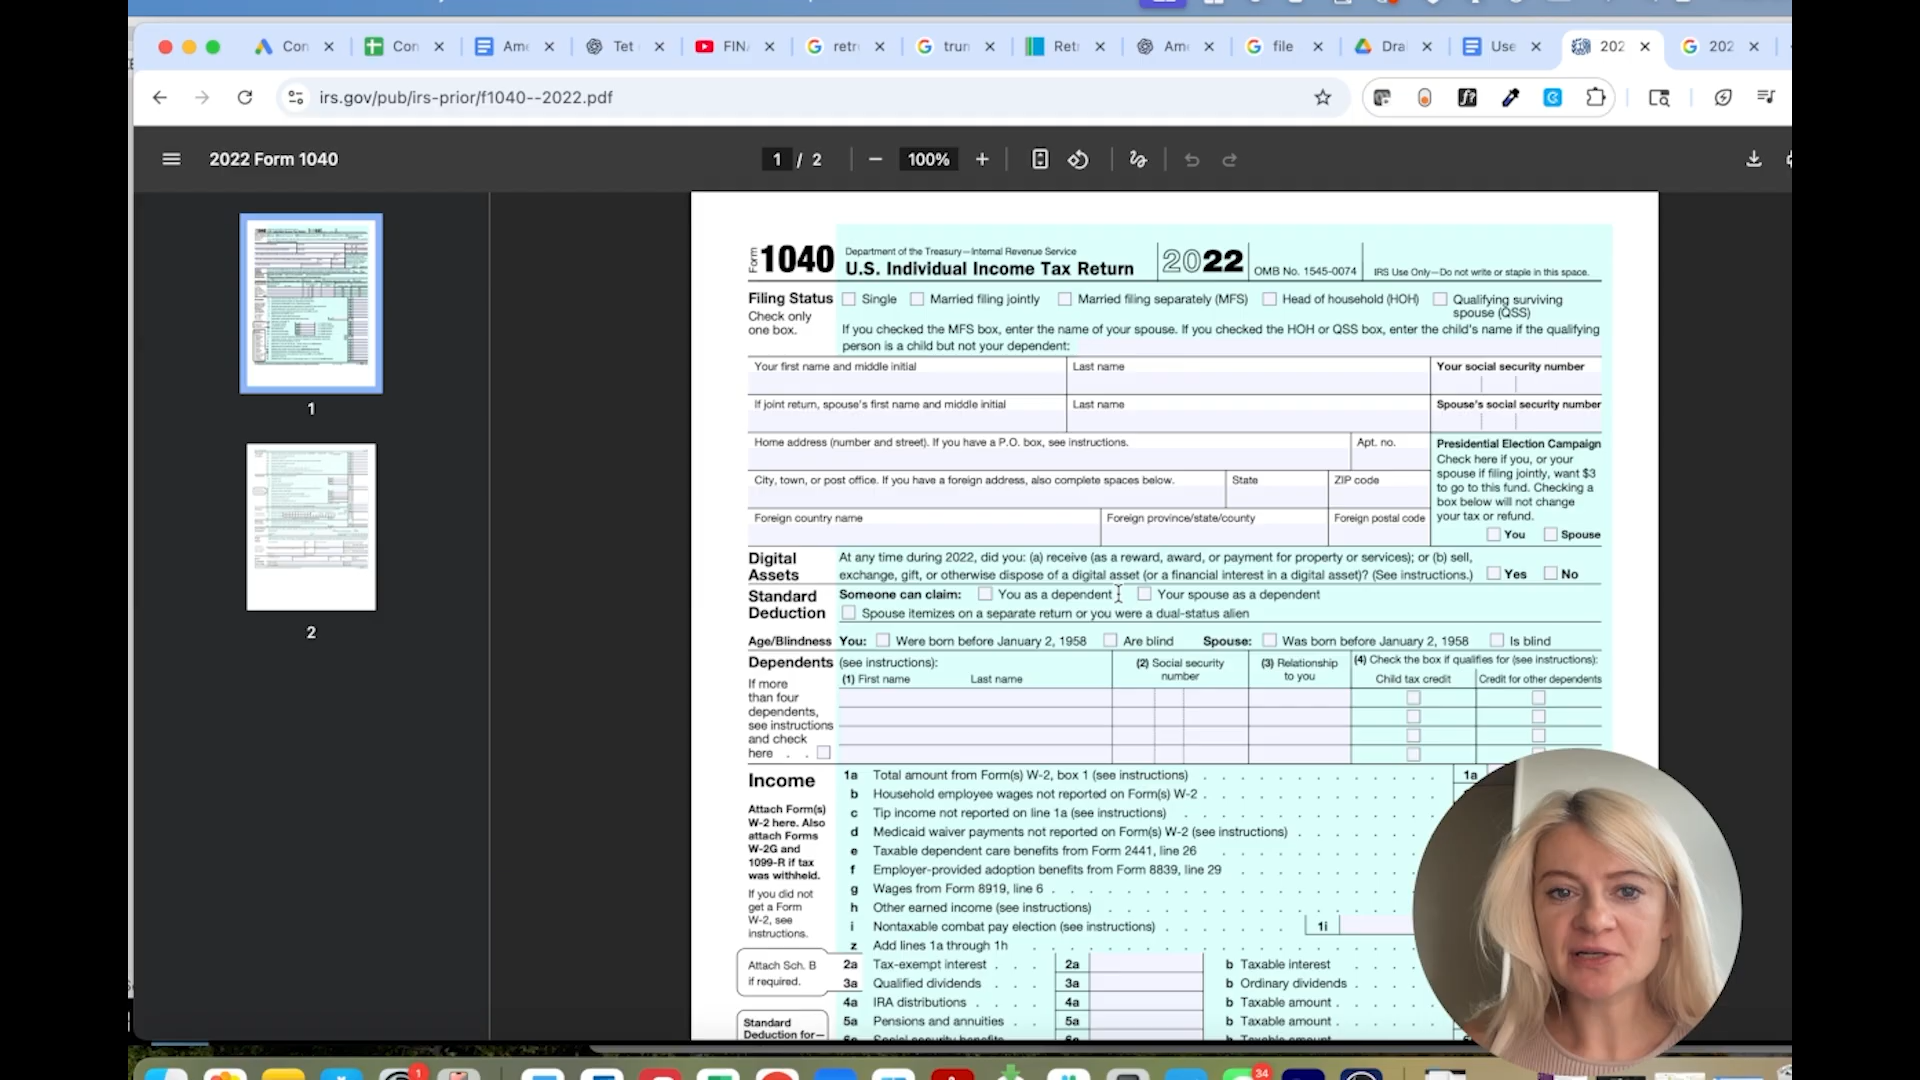 Con
Con
Ame
Tet
FINA
retr
trun
Retr
Ame
file
Dra
Use
202
202
irs.gov/pub/irs-prior/f1040--2022.pdf
2022 Form 1040
1 / 2
100%
1
2
Form 1040
Department of the Treasury—Internal Revenue Service
U.S. Individual Income Tax Return
2022
OMB No. 1545-0074
IRS Use Only—Do not write or staple in this space.
Filing Status
Check only
one box.
Single
Married filing jointly
Married filing separately (MFS)
Head of household (HOH)
Qualifying surviving
spouse (QSS)
If you checked the MFS box, enter the name of your spouse. If you checked the HOH or QSS box, enter the child's name if the qualifying
person is a child but not your dependent:
Your first name and middle initial
Last name
Your social security number
If joint return, spouse's first name and middle initial
Last name
Spouse's social security number
Home address (number and street). If you have a P.O. box, see instructions.
Apt. no.
City, town, or post office. If you have a foreign address, also complete spaces below.
State
ZIP code
Foreign country name
Foreign province/state/county
Foreign postal code
Presidential Election Campaign
Check here if you, or your
spouse if filing jointly, want $3
to go to this fund. Checking a
box below will not change
your tax or refund.
You
Spouse
Digital
Assets
At any time during 2022, did you: (a) receive (as a reward, award, or payment for property or services); or (b) sell,
exchange, gift, or otherwise dispose of a digital asset (or a financial interest in a digital asset)? (See instructions.)
Yes
No
Standard
Deduction
Someone can claim:
You as a dependent
Your spouse as a dependent
Spouse itemizes on a separate return or you were a dual-status alien
Age/Blindness
You:
Were born before January 2, 1958
Are blind
Spouse:
Was born before January 2, 1958
Is blind
Dependents (see instructions):
If more
than four
dependents,
see instructions
and check
here . .
(1) First name
Last name
(2) Social security
number
(3) Relationship
to you
(4) Check the box if qualifies for (see instructions):
Child tax credit
Credit for other dependents
Income
Attach Form(s)
W-2 here. Also
attach Forms
W-2G and
1099-R if tax
was withheld.
If you did not
get a Form
W-2, see
instructions.
1a Total amount from Form(s) W-2, box 1 (see instructions)
1a
b Household employee wages not reported on Form(s) W-2
c Tip income not reported on line 1a (see instructions)
d Medicaid waiver payments not reported on Form(s) W-2 (see instructions)
e Taxable dependent care benefits from Form 2441, line 26
f Employer-provided adoption benefits from Form 8839, line 29
g Wages from Form 8919, line 6
h Other earned income (see instructions)
i Nontaxable combat pay election (see instructions)
1i
z Add lines 1a through 1h
Attach Sch. B
if required.
2a Tax-exempt interest . . . 2a
b Taxable interest
3a Qualified dividends . . . 3a
b Ordinary dividends
4a IRA distributions . . . 4a
b Taxable amount
5a Pensions and annuities . . 5a
b Taxable amount
Standard
Deduction for—
6a Social security benefits
6a
b Taxable amount
1
34